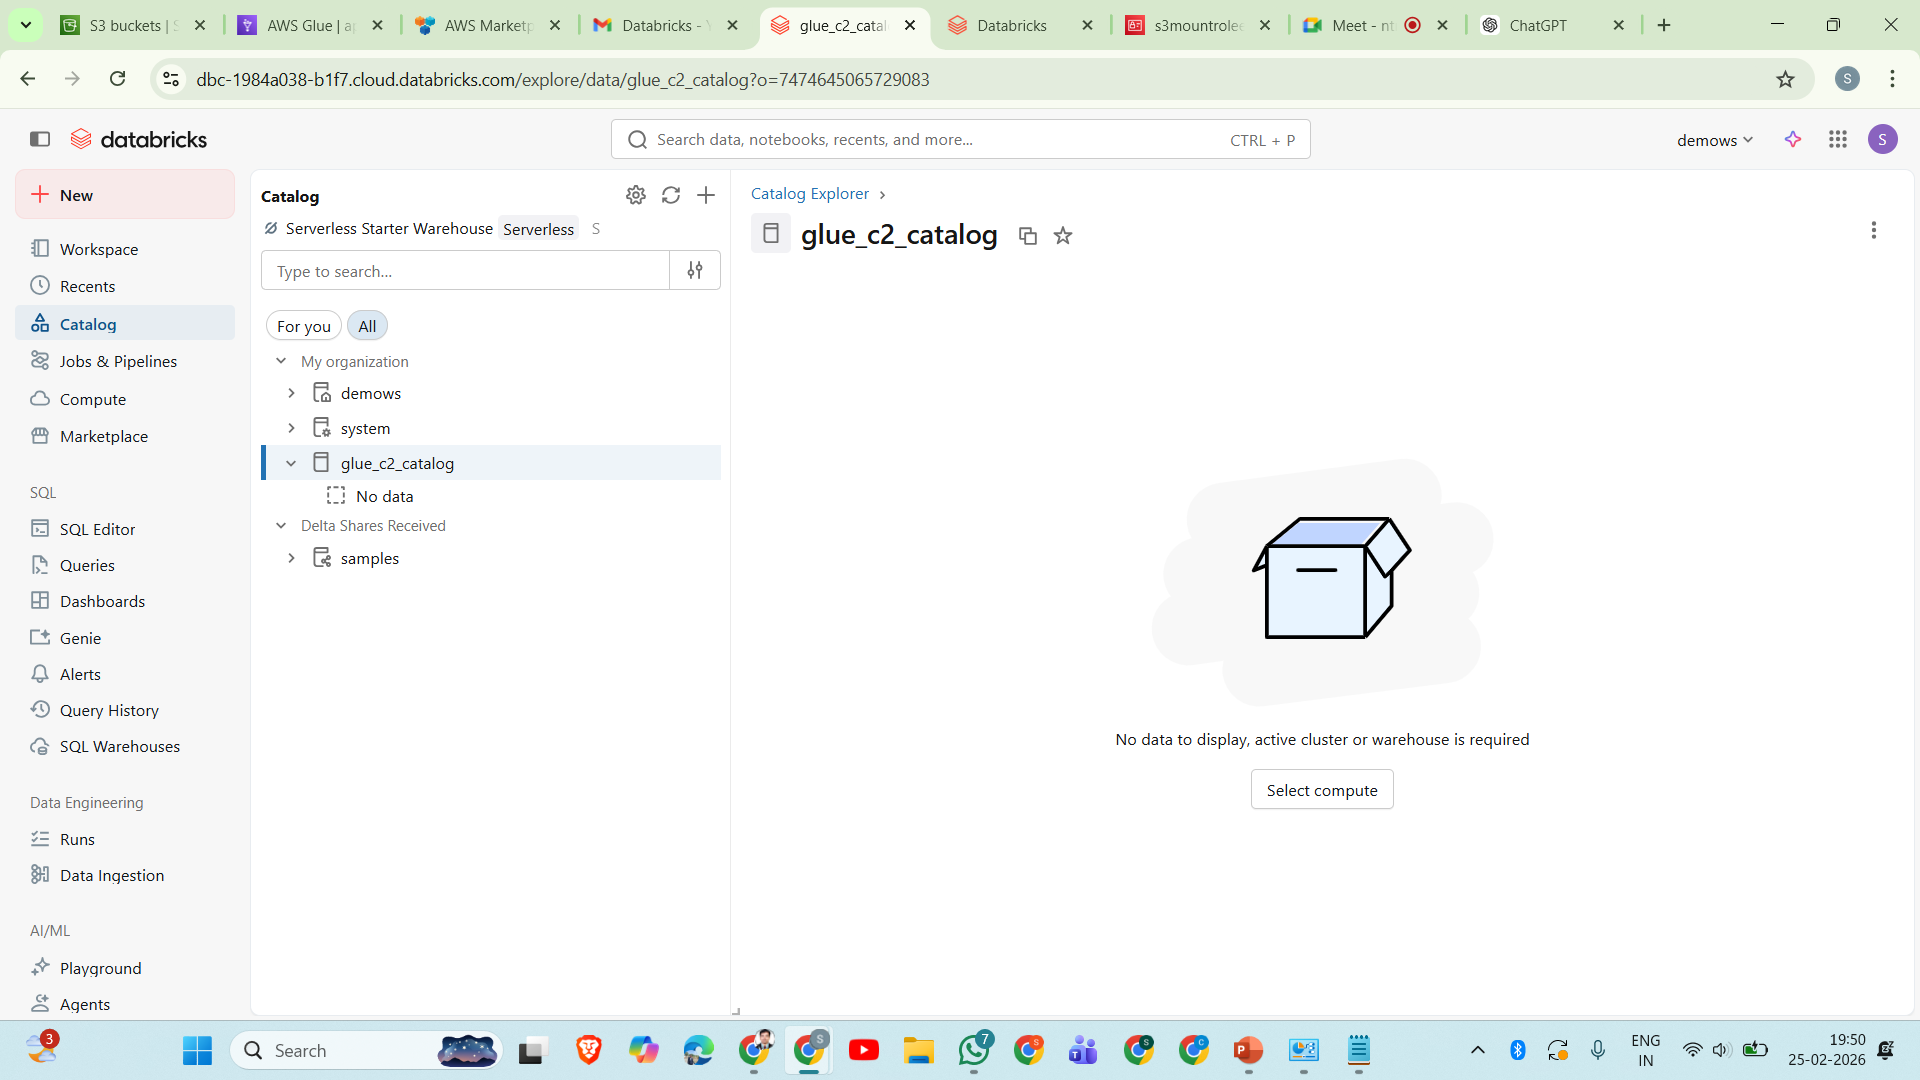 S3 buckets | S
AWS Glue | ap
AWS Marketp
Databricks - Y
glue_c2_catal
Databricks
s3mountrolee
Meet - nt
ChatGPT
dbc-1984a038-b1f7.cloud.databricks.com/explore/data/glue_c2_catalog?o=7474645065729083
S
databricks
Search data, notebooks, recents, and more...
CTRL + P
demows
S
New
Workspace
Recents
Catalog
Jobs & Pipelines
Compute
Marketplace
SQL
SQL Editor
Queries
Dashboards
Genie
Alerts
Query History
SQL Warehouses
Data Engineering
Runs
Data Ingestion
AI/ML
Playground
Agents
Catalog
Serverless Starter Warehouse Serverless S
Type to search...
For you
All
My organization
demows
system
glue_c2_catalog
No data
Delta Shares Received
samples
Catalog Explorer
glue_c2_catalog
No data to display, active cluster or warehouse is required
Select compute
3
Search
7
ENG
IN
19:50
25-02-2026